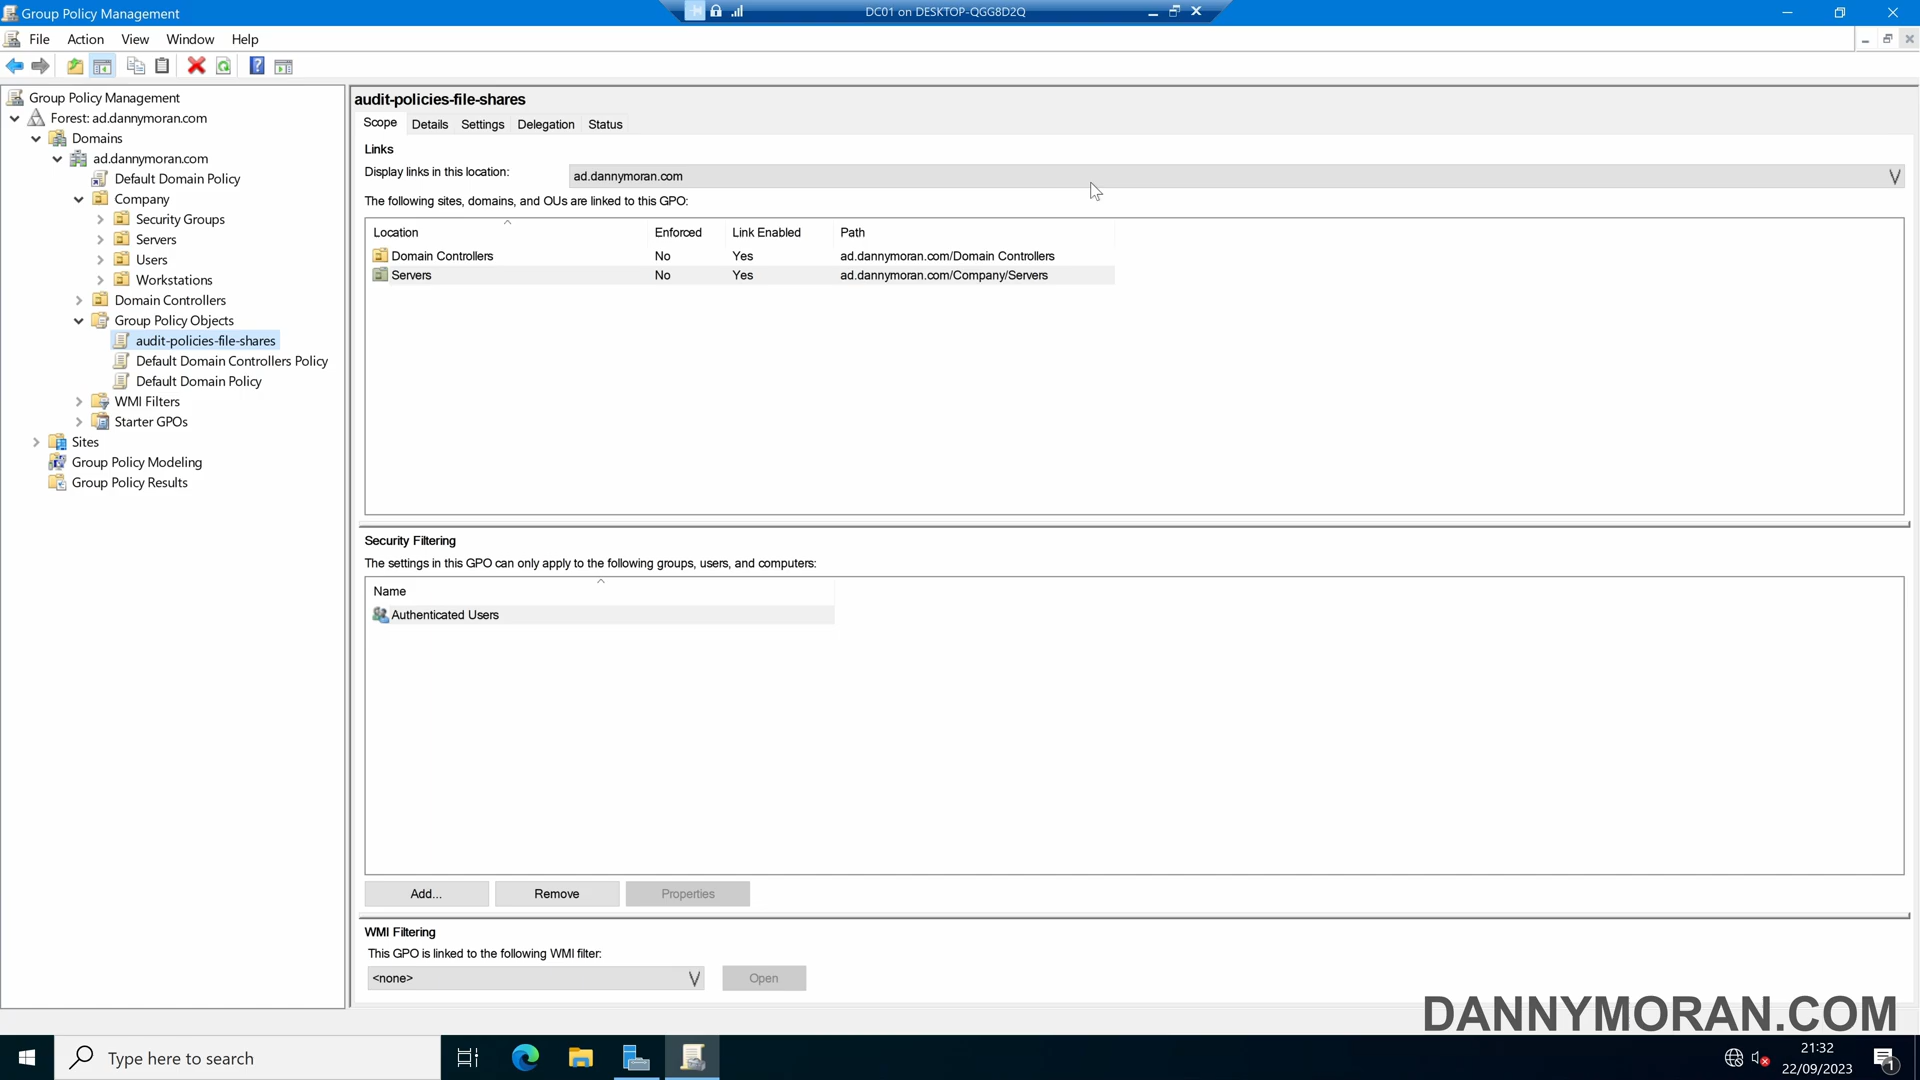 Group Policy Management
DC01 on DESKTOP-QGG8D2Q
File Action View Window Help
Group Policy Management
Forest: ad.dannymoran.com
Domains
ad.dannymoran.com
Default Domain Policy
Company
Security Groups
Servers
Users
Workstations
Domain Controllers
Group Policy Objects
audit-policies-file-shares
Default Domain Controllers Policy
Default Domain Policy
WMI Filters
Starter GPOs
Sites
Group Policy Modeling
Group Policy Results
audit-policies-file-shares
Scope Details Settings Delegation Status
Links
Display links in this location: ad.dannymoran.com
The following sites, domains, and OUs are linked to this GPO:
Location Enforced Link Enabled Path
Domain Controllers No Yes ad.dannymoran.com/Domain Controllers
Servers No Yes ad.dannymoran.com/Company/Servers
Security Filtering
The settings in this GPO can only apply to the following groups, users, and computers:
Name
Authenticated Users
Add... Remove Properties
WMI Filtering
This GPO is linked to the following WMI filter:
<none> Open
DANNYMORAN.COM
Type here to search
21:32
22/09/2023
1